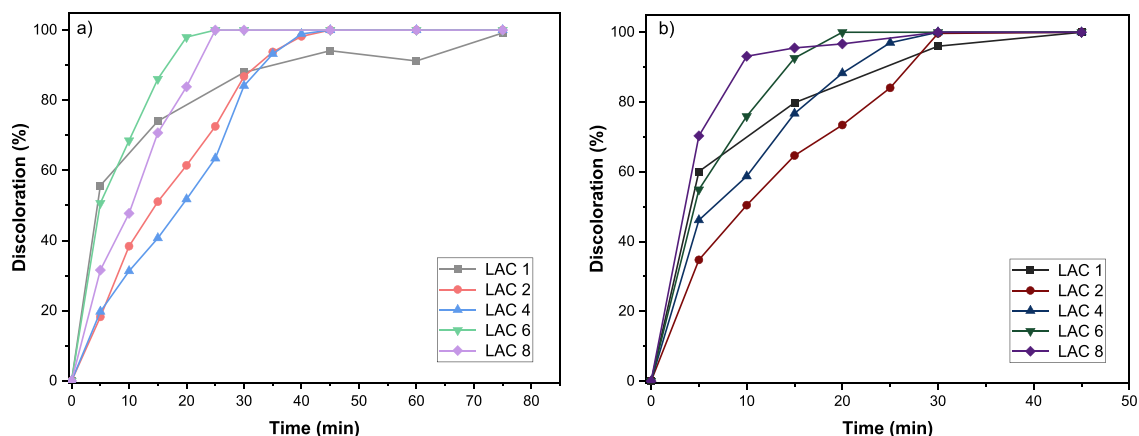 a)
Discoloration (%)
100
80
60
40
20
0
0 10 20 30 40 50 60 70 80
Time (min)
LAC 1
LAC 2
LAC 4
LAC 6
LAC 8
b)
Discoloration (%)
100
80
60
40
20
0
0 10 20 30 40 50
Time (min)
LAC 1
LAC 2
LAC 4
LAC 6
LAC 8